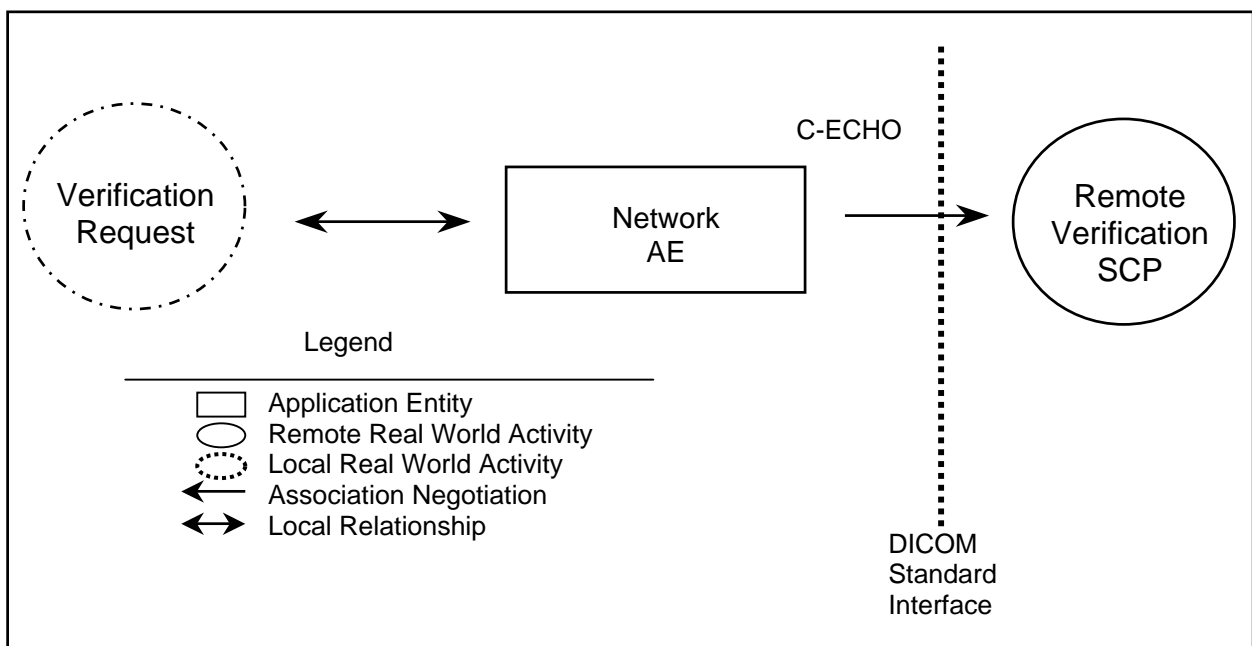 C-ECHO
Verification
Request
Network
AE
Remote
Verification
SCP
Legend
Application Entity
Remote Real World Activity
Local Real World Activity
Association Negotiation
Local Relationship
DICOM
Standard
Interface